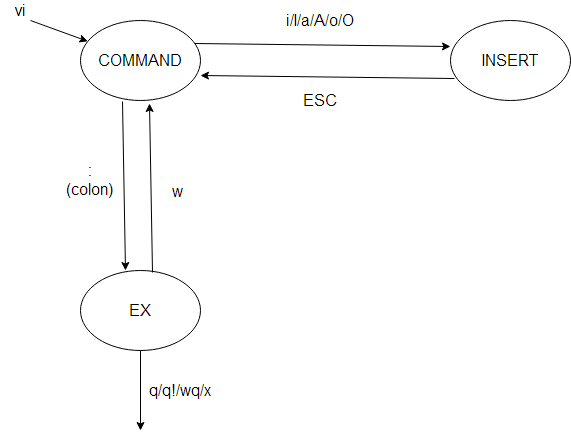 vi
i/I/a/A/o/O
COMMAND
INSERT
ESC
:
(colon)
w
EX
q/q!/wq/x